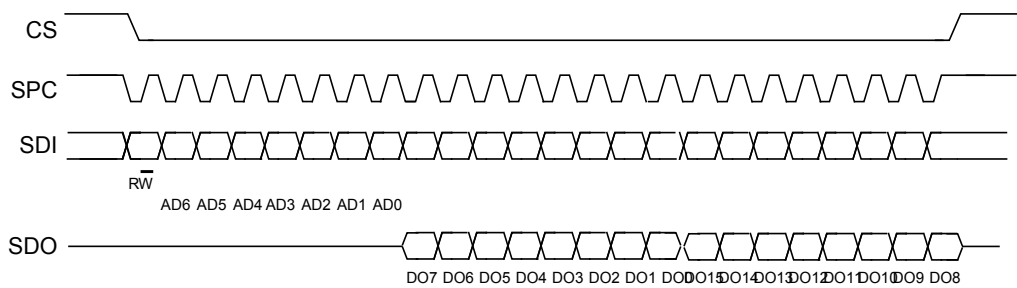 CS
SPC
SDI
RW
AD6 AD5 AD4 AD3 AD2 AD1 AD0
SDO
DO7 DO6 DO5 DO4 DO3 DO2 DO1 DO0 DO15 DO14 DO13 DO12 DO11 DO10 DO9 DO8